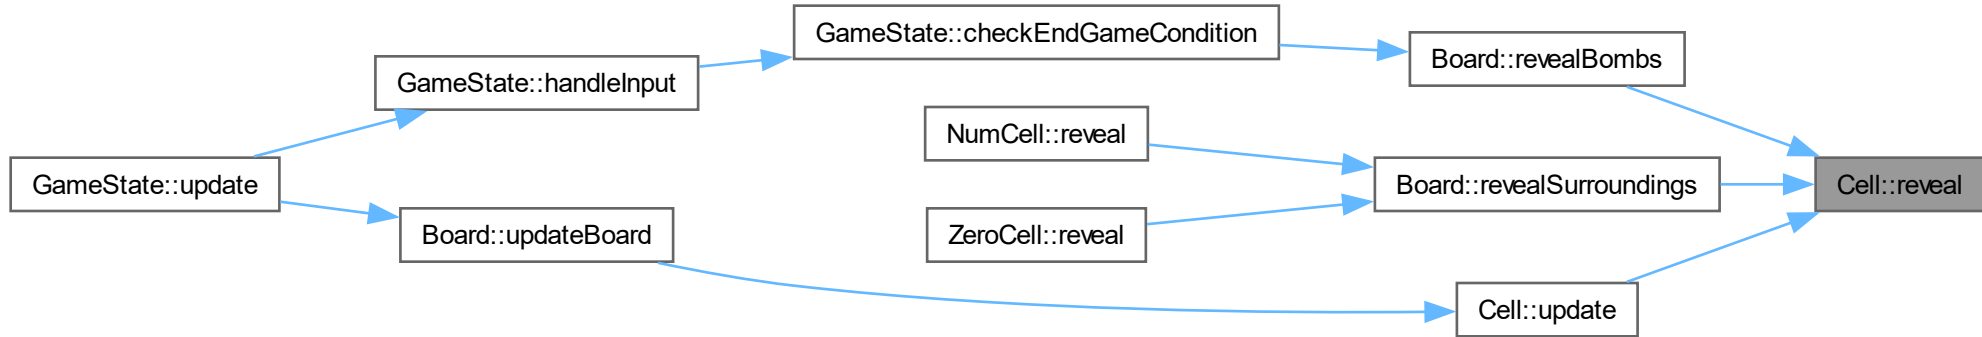 GameState::checkEndGameCondition
Board::revealBombs
GameState::handleInput
NumCell::reveal
GameState::update
Board::revealSurroundings
Cell::reveal
Board::updateBoard
ZeroCell::reveal
Cell::update